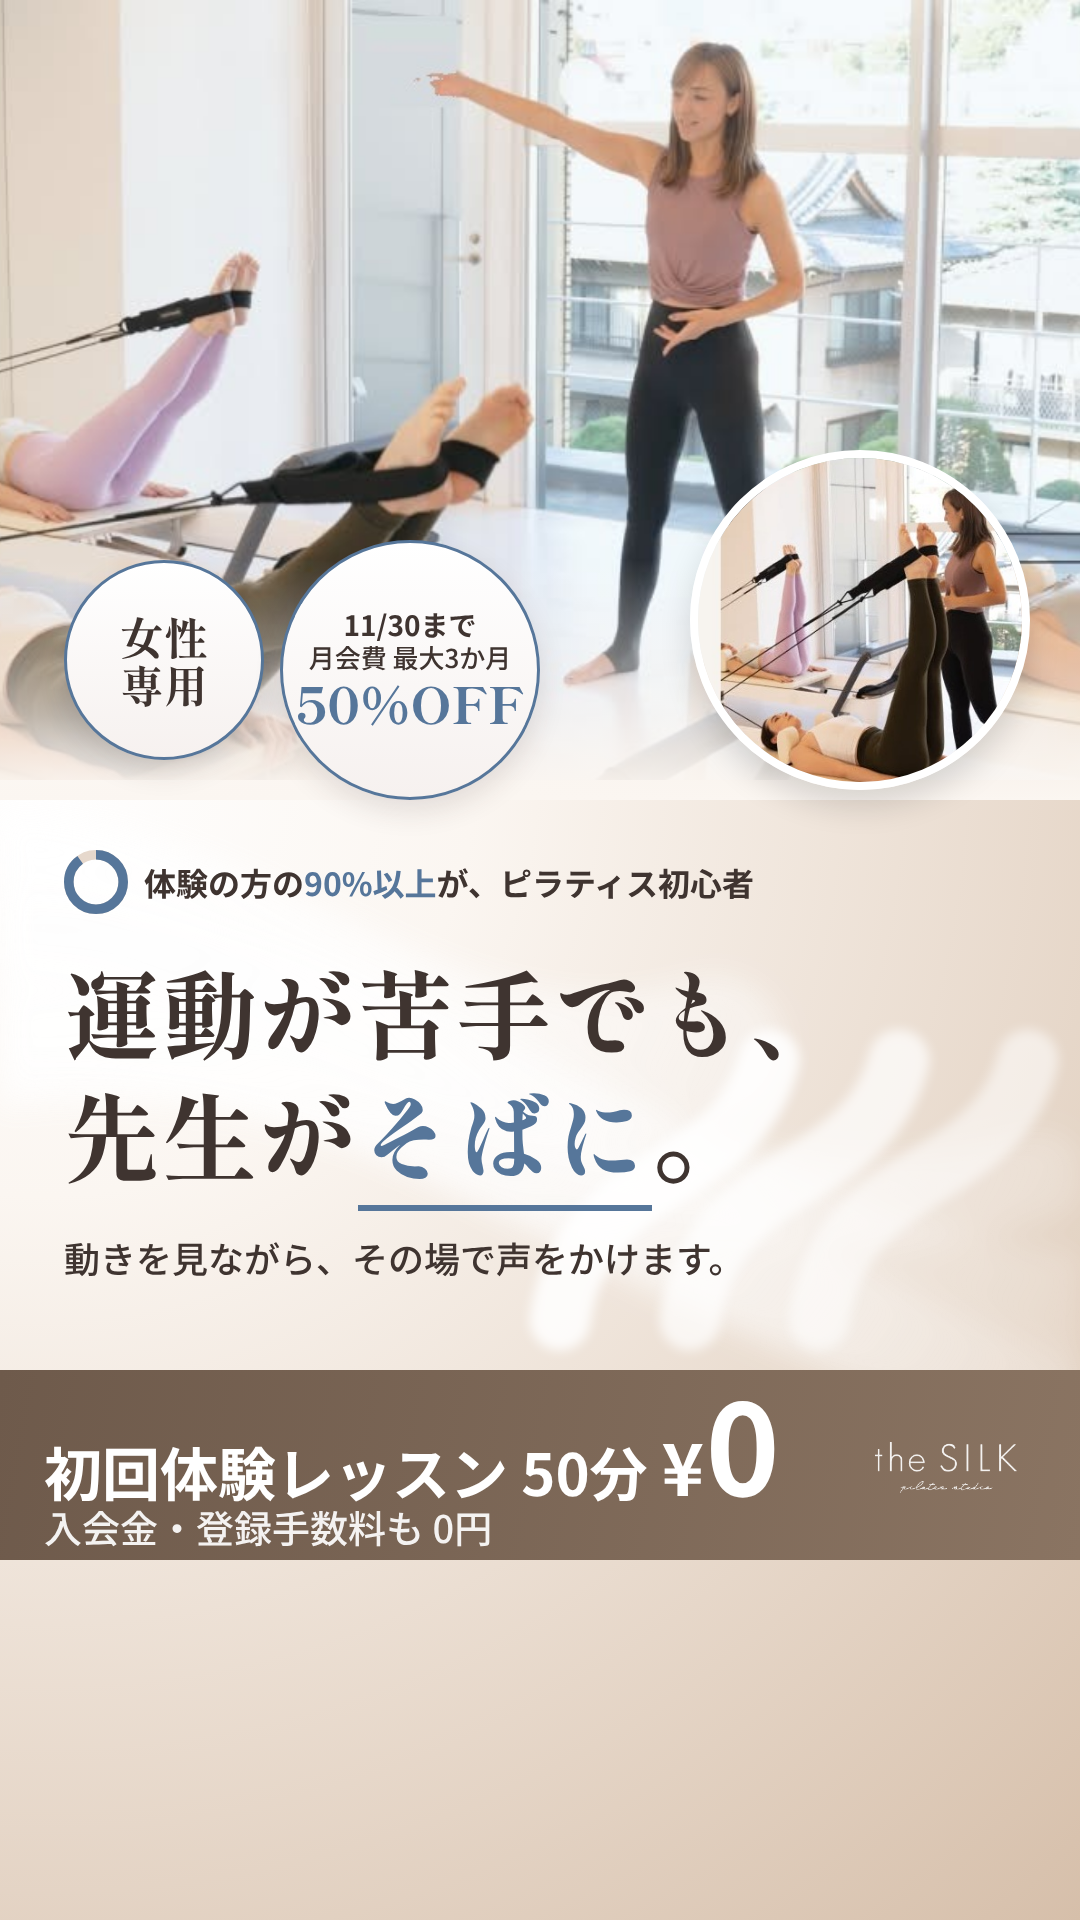 女性
専用
11/30まで
月会費 最大3か月
50%OFF
体験の方の90%以上が、ピラティス初心者
運動が苦手でも、
先生がそばに。
動きを見ながら、その場で声をかけます。
初回体験レッスン 50分 ¥0
入会金・登録手数料も 0円
the SILK
pilates studio